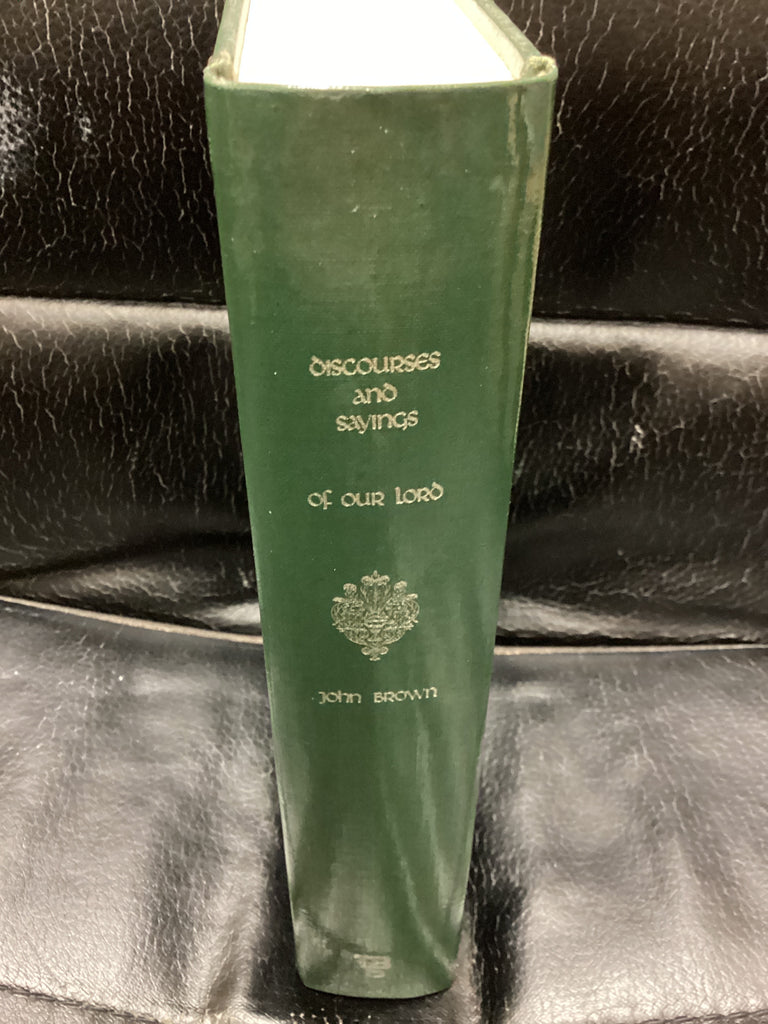 DISCOURSES
and
sayings
of our Lord
John Brown